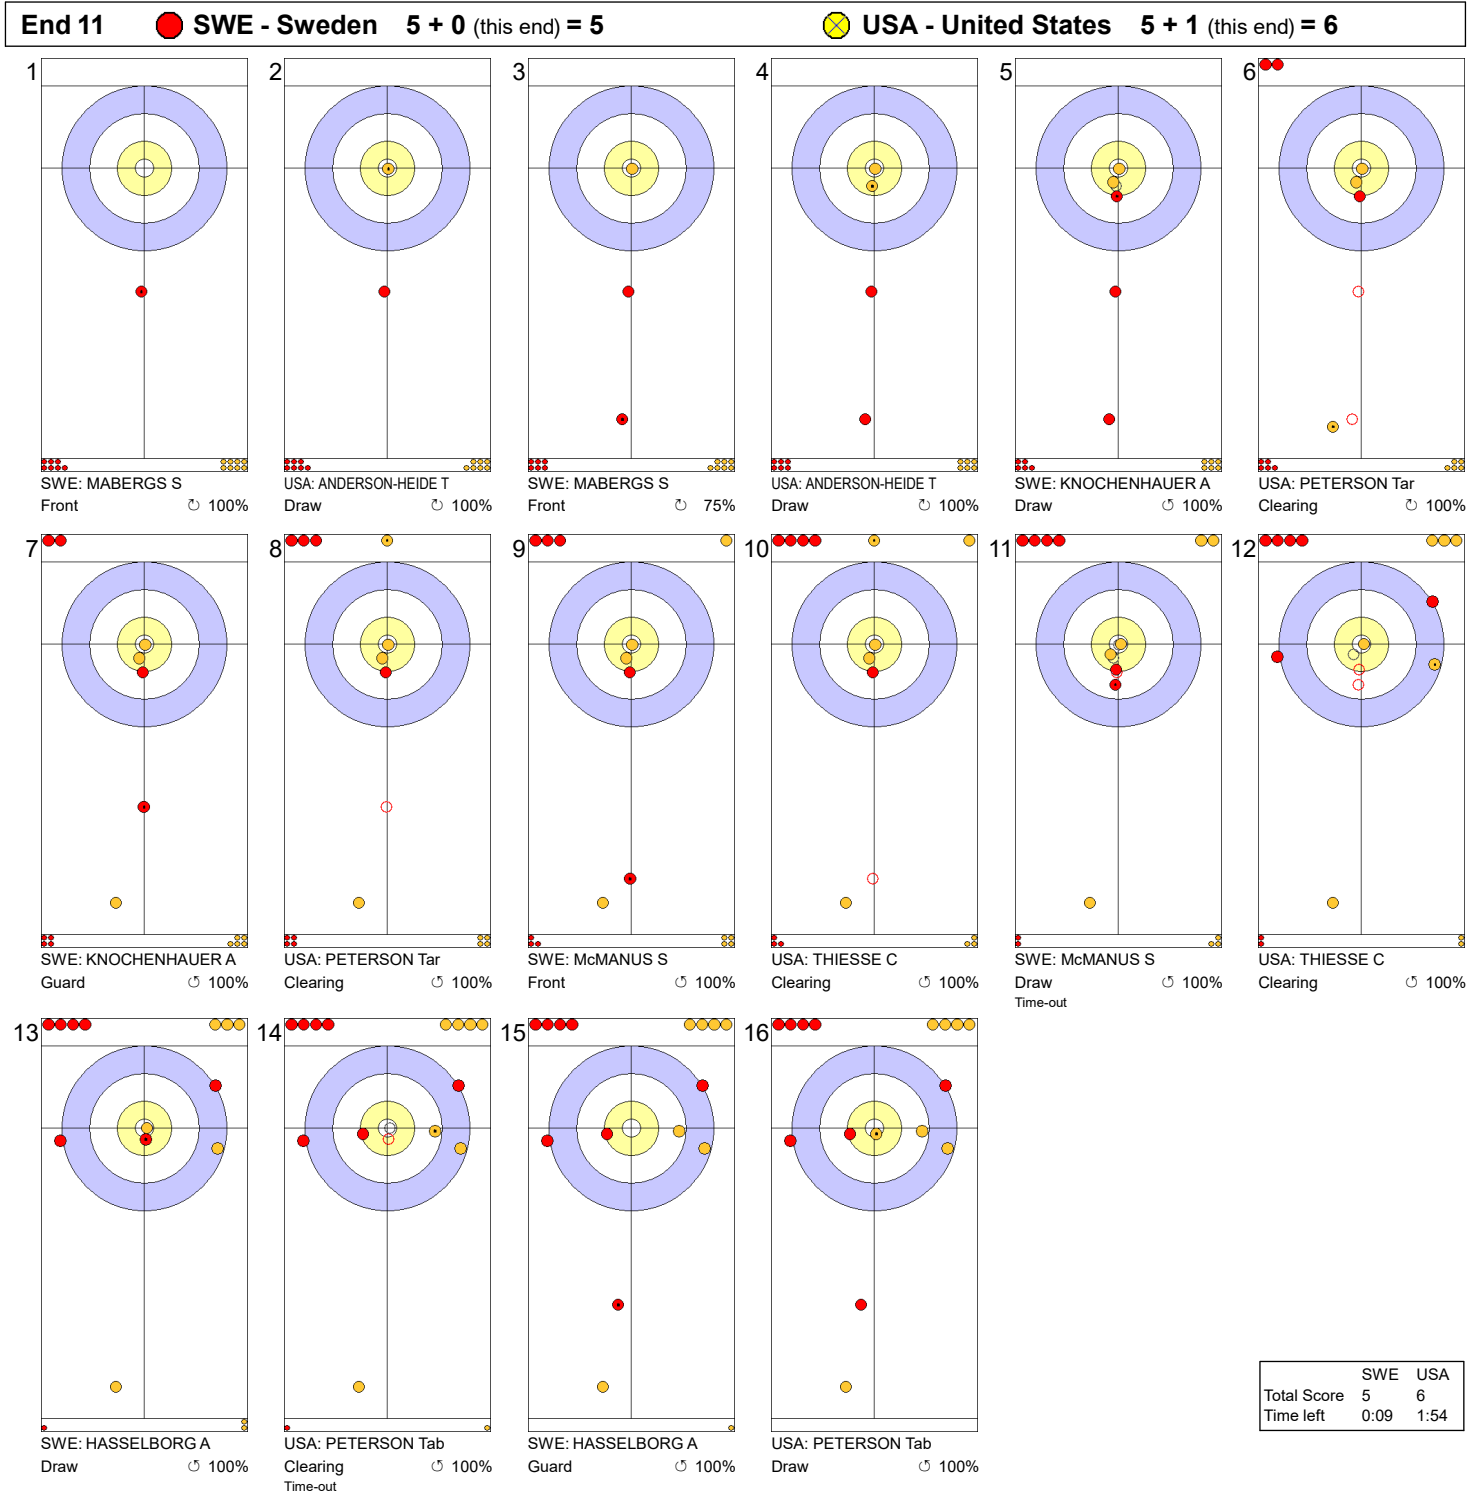 End 11 SWE - Sweden 5 + 0 (this end) = 5 USA - United States 5 + 1 (this end) = 6
1 2 3 4 5 6
SWE: MABERGS S USA: ANDERSON-HEIDE T SWE: MABERGS S USA: ANDERSON-HEIDE T SWE: KNOCHENHAUER A USA: PETERSON Tar
Front ↻ 100% Draw ↻ 100% Front ↻ 75% Draw ↻ 100% Draw ↻ 100% Clearing ↻ 100%
7 8 9 10 11 12
SWE: KNOCHENHAUER A USA: PETERSON Tar SWE: McMANUS S USA: THIESSE C SWE: McMANUS S USA: THIESSE C
Guard ↺ 100% Clearing ↺ 100% Front ↺ 100% Clearing ↺ 100% Draw ↺ 100% Clearing ↺ 100%
Time-out
13 14 15 16
SWE: HASSELBORG A USA: PETERSON Tab SWE: HASSELBORG A USA: PETERSON Tab
Draw ↺ 100% Clearing ↺ 100% Guard ↺ 100% Draw ↺ 100%
Time-out
SWE USA
Total Score 5 6
Time left 0:09 1:54